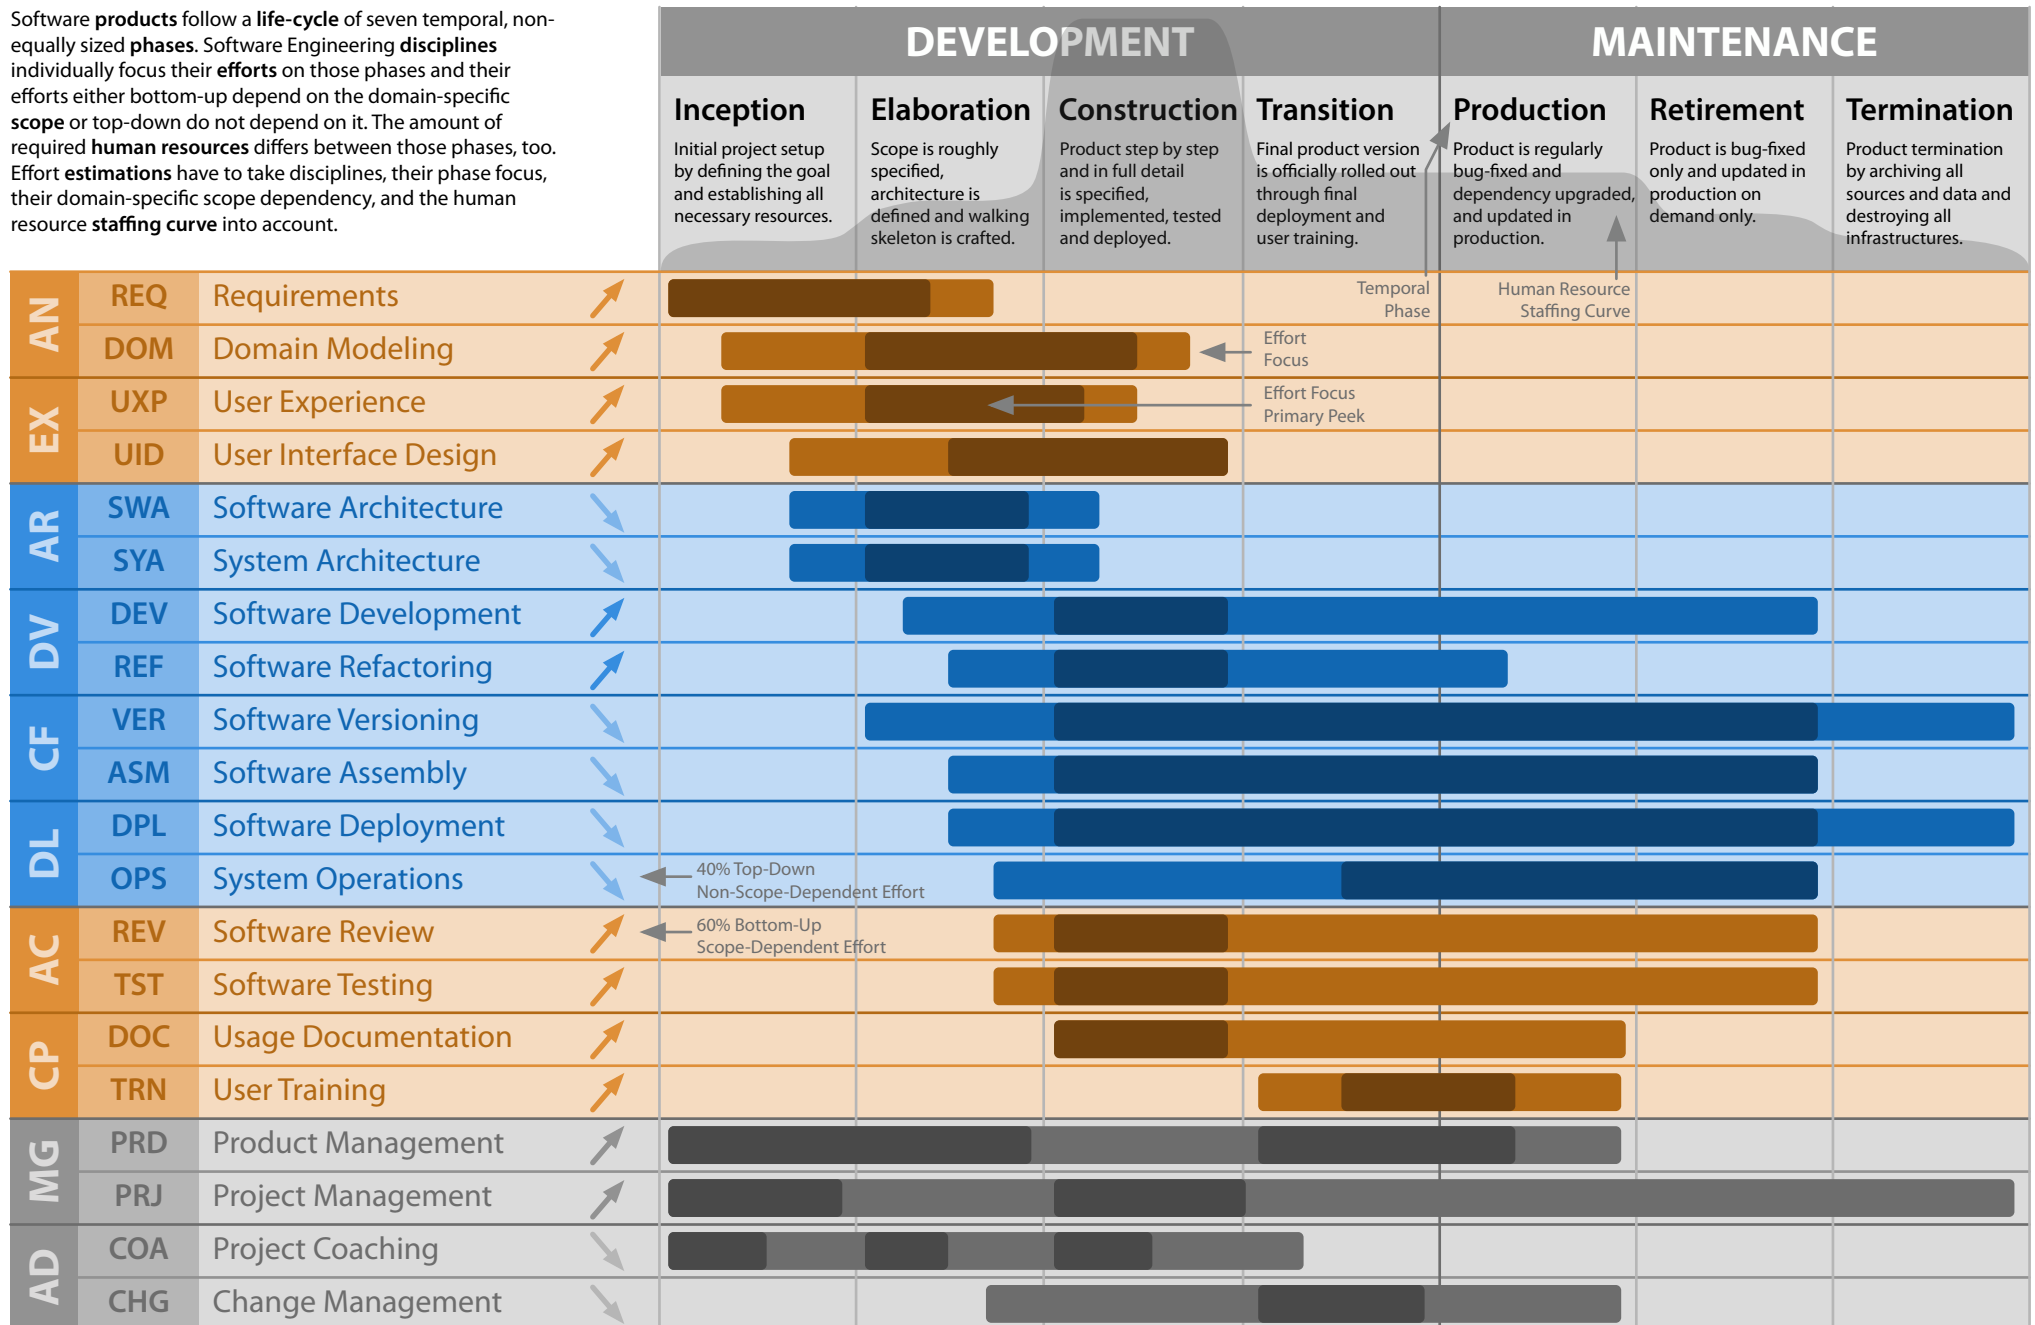 Software products follow a life-cycle of seven temporal, non-
equally sized phases. Software Engineering disciplines
individually focus their efforts on those phases and their
efforts either bottom-up depend on the domain-specific
scope or top-down do not depend on it. The amount of
required human resources differs between those phases, too.
Effort estimations have to take disciplines, their phase focus,
their domain-specific scope dependency, and the human
resource staffing curve into account.
DEVELOPMENT
MAINTENANCE
Inception
Initial project setup
by defining the goal
and establishing all
necessary resources.
Elaboration
Scope is roughly
specified,
architecture is
defined and walking
skeleton is crafted.
Construction
Product step by step
and in full detail
is specified,
implemented, tested
and deployed.
Transition
Final product version
is officially rolled out
through final
deployment and
user training.
Production
Product is regularly
bug-fixed and
dependency upgraded,
and updated in
production.
Retirement
Product is bug-fixed
only and updated in
production on
demand only.
Termination
Product termination
by archiving all
sources and data and
destroying all
infrastructures.
AN
REQ Requirements
Temporal
Phase
Human Resource
Staffing Curve
DOM Domain Modeling
Effort
Focus
EX
UXP User Experience
Effort Focus
Primary Peek
UID User Interface Design
AR
SWA Software Architecture
SYA System Architecture
DV
DEV Software Development
REF Software Refactoring
CF
VER Software Versioning
ASM Software Assembly
DL
DPL Software Deployment
OPS System Operations
40% Top-Down
Non-Scope-Dependent Effort
AC
REV Software Review
60% Bottom-Up
Scope-Dependent Effort
TST Software Testing
CP
DOC Usage Documentation
TRN User Training
MG
PRD Product Management
PRJ Project Management
AD
COA Project Coaching
CHG Change Management